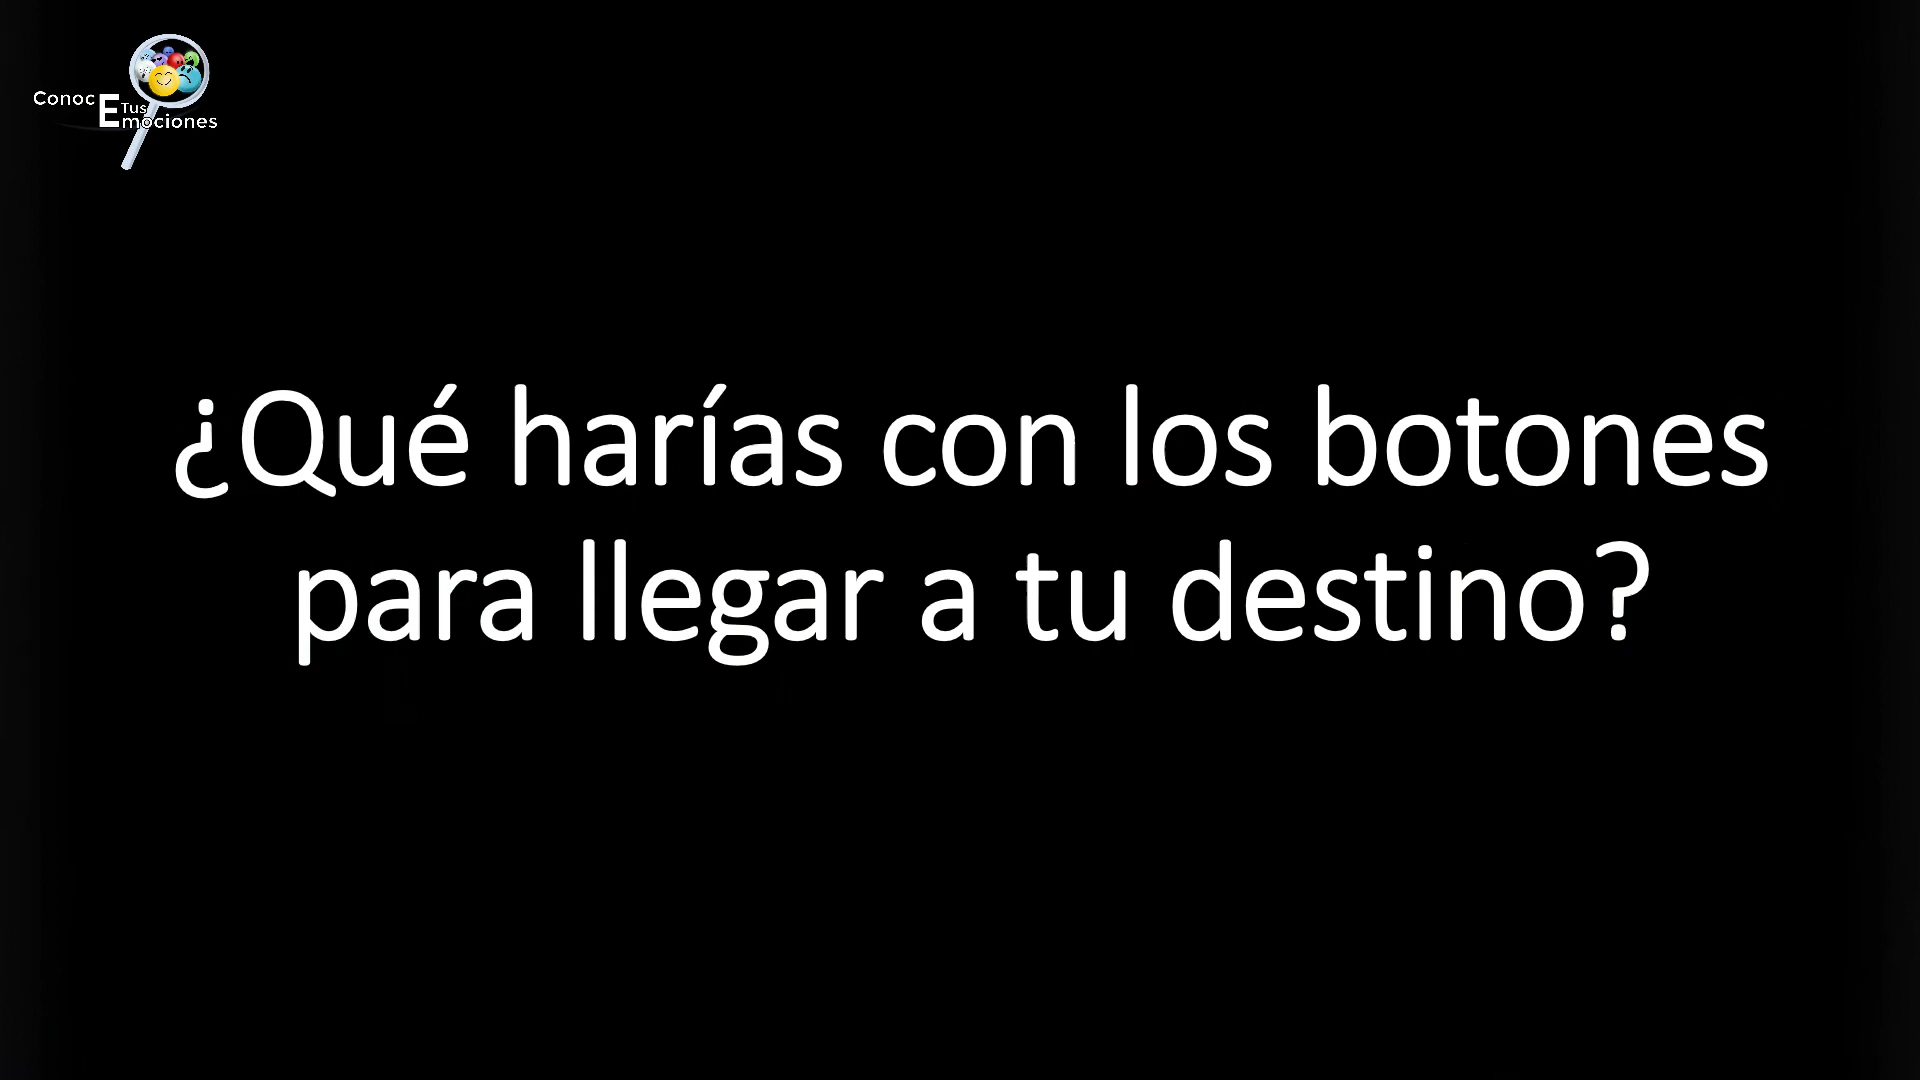 ConocE Tus
Emociones
¿Qué harías con los botones
para llegar a tu destino?